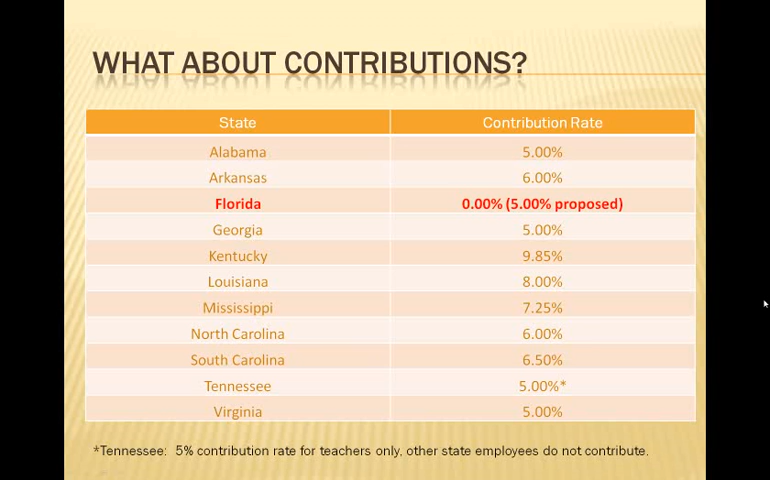 WHAT ABOUT CONTRIBUTIONS?
State Contribution Rate
Alabama 5.00%
Arkansas 6.00%
Florida 0.00% (5.00% proposed)
Georgia 5.00%
Kentucky 9.85%
Louisiana 8.00%
Mississippi 7.25%
North Carolina 6.00%
South Carolina 6.50%
Tennessee 5.00%*
Virginia 5.00%
*Tennessee: 5% contribution rate for teachers only, other state employees do not contribute.